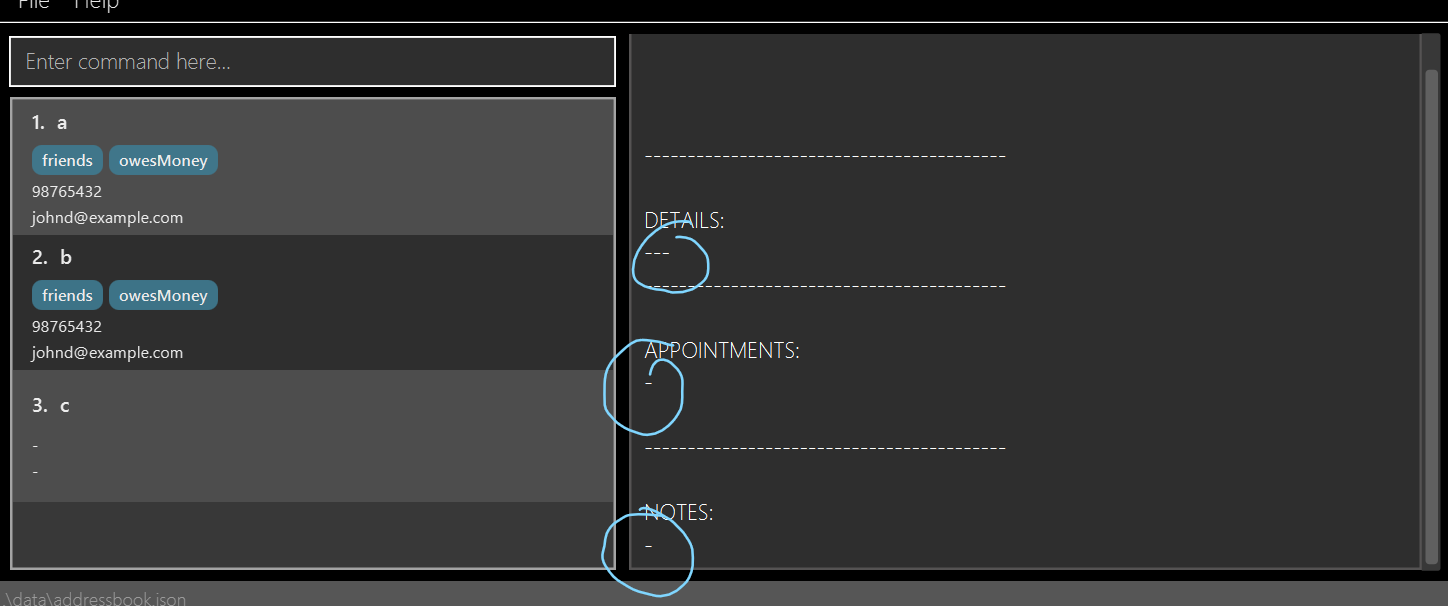 File Help
Enter command here...
1. a
friends owesMoney
98765432
johnd@example.com
2. b
friends owesMoney
98765432
johnd@example.com
3. c
-
-
------------------------------------------
DETAILS:
---
------------------------------------------
APPOINTMENTS:
-
------------------------------------------
NOTES:
-
.\data\addressbook.json